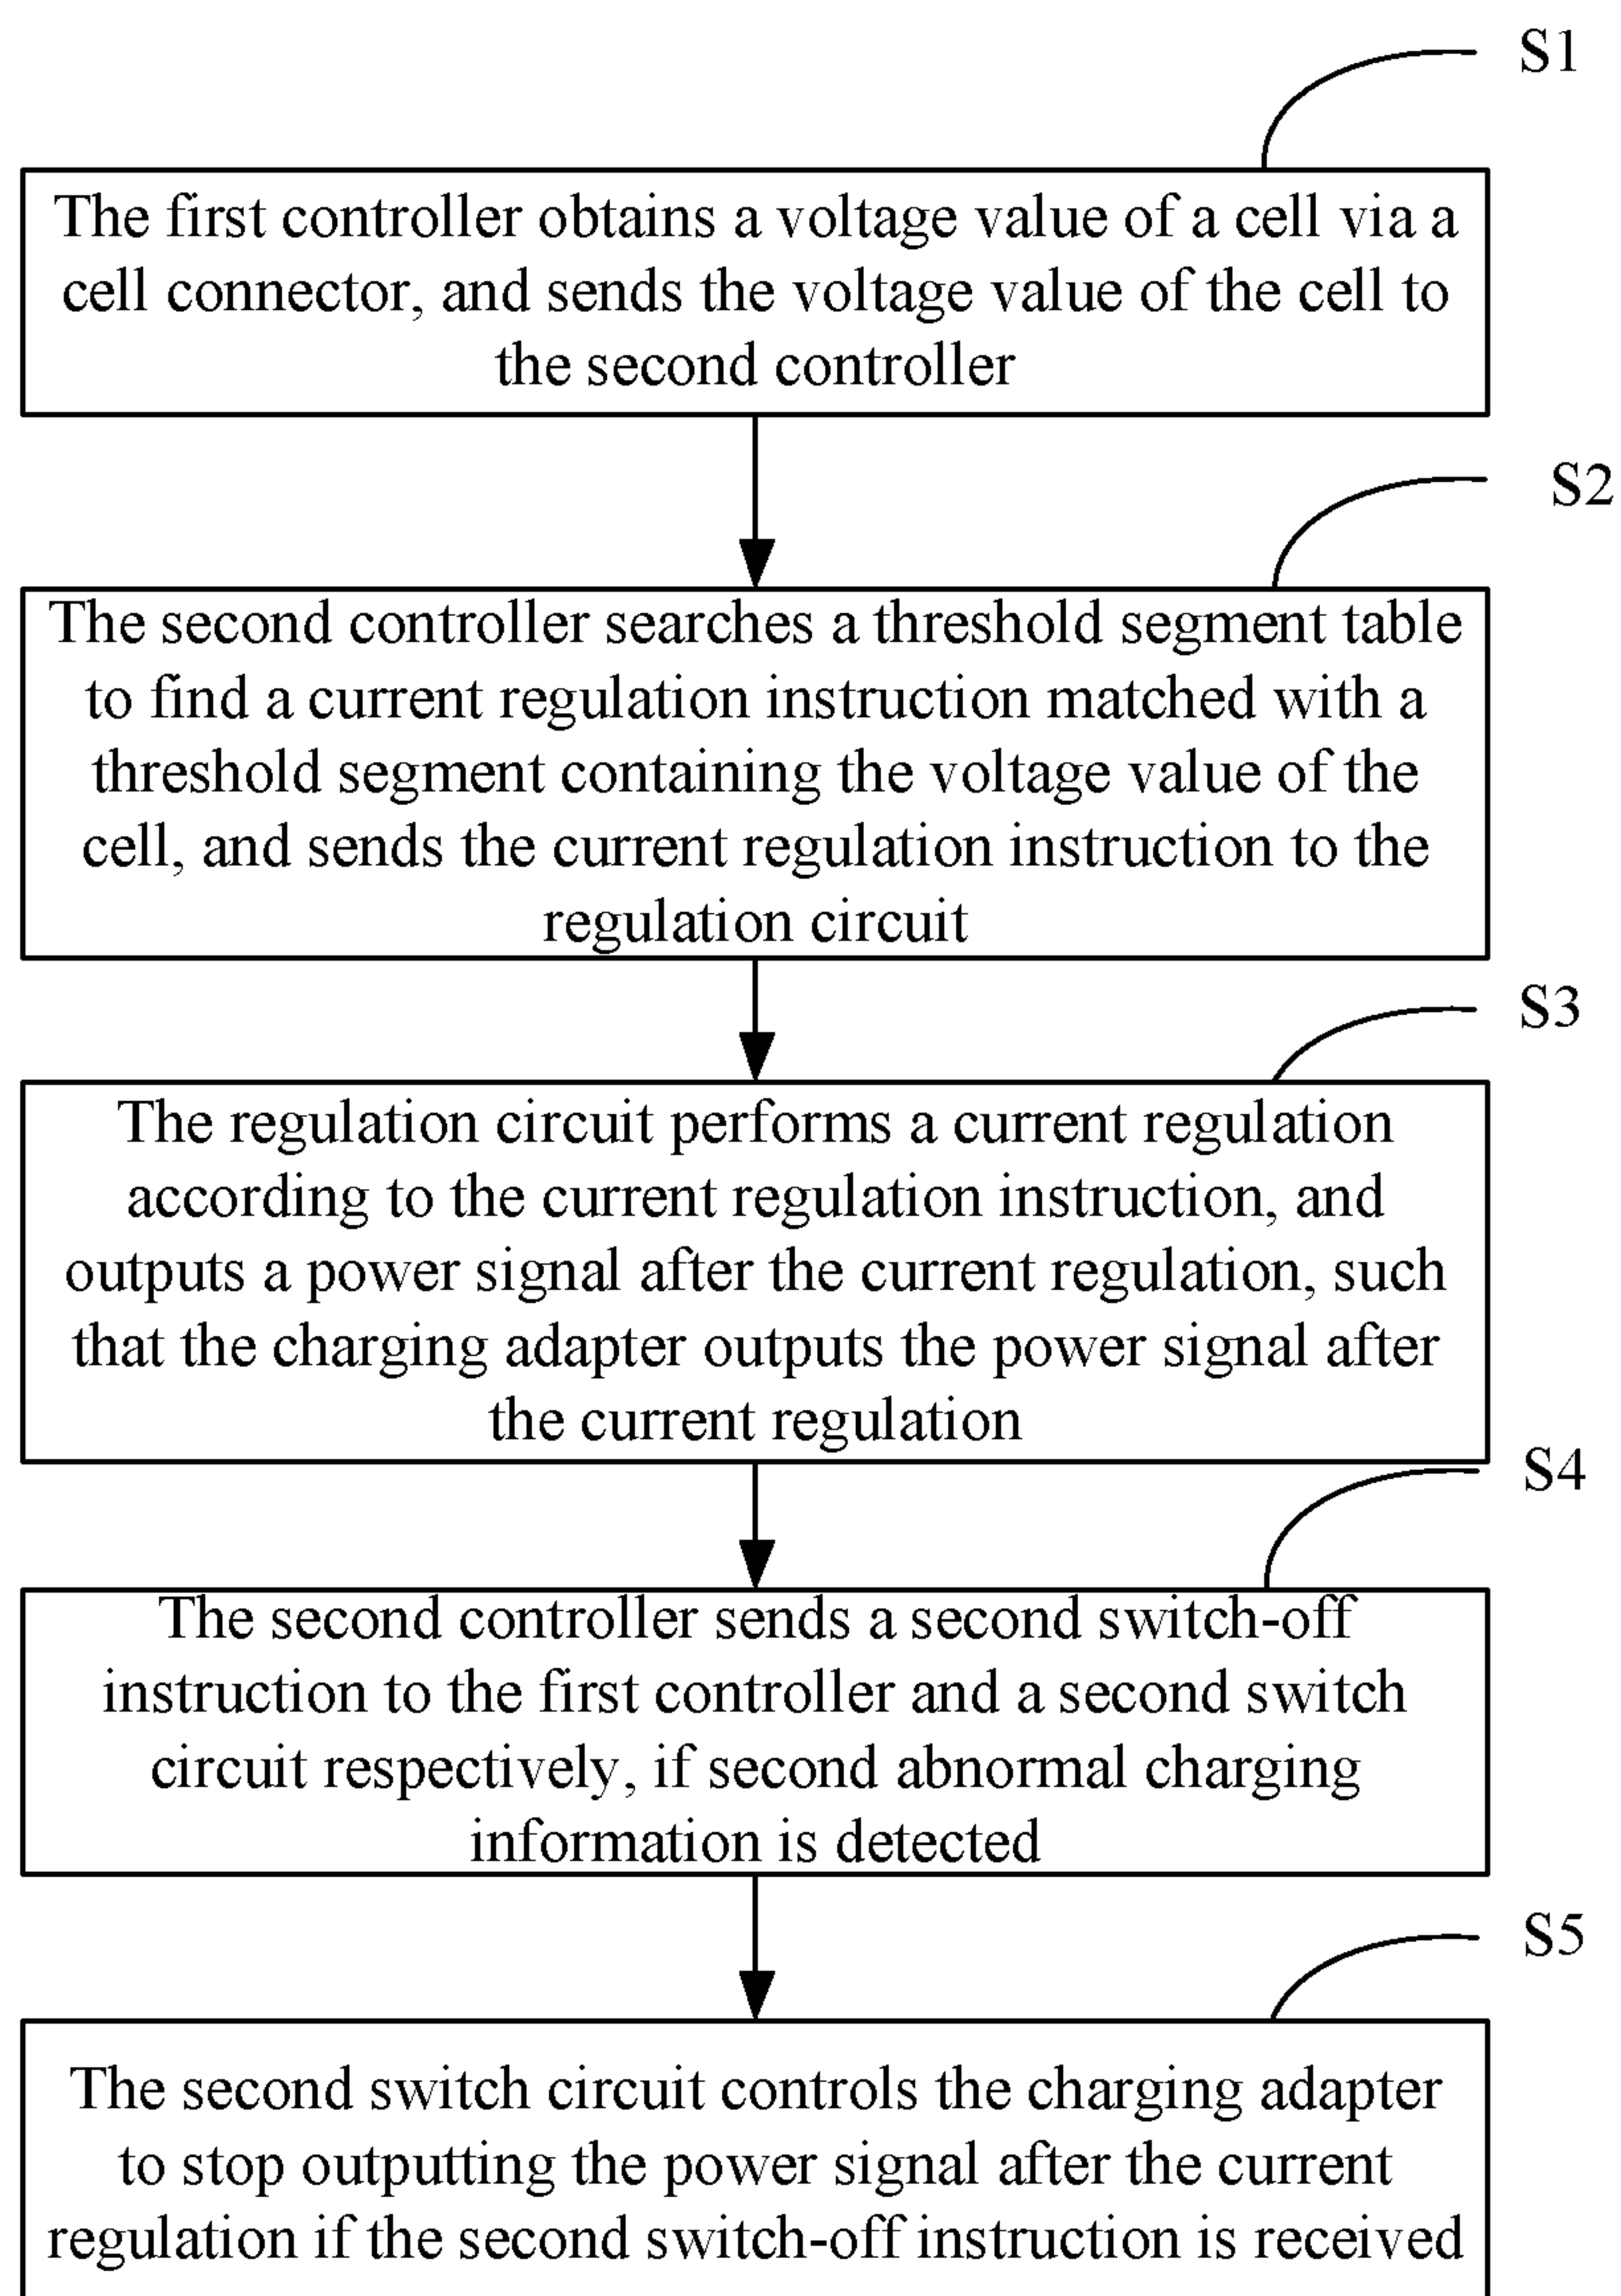 S1
The first controller obtains a voltage value of a cell via a
cell connector, and sends the voltage value of the cell to
the second controller
S2
The second controller searches a threshold segment table
to find a current regulation instruction matched with a
threshold segment containing the voltage value of the
cell, and sends the current regulation instruction to the
regulation circuit
S3
The regulation circuit performs a current regulation
according to the current regulation instruction, and
outputs a power signal after the current regulation, such
that the charging adapter outputs the power signal after
the current regulation
S4
The second controller sends a second switch-off
instruction to the first controller and a second switch
circuit respectively, if second abnormal charging
information is detected
S5
The second switch circuit controls the charging adapter
to stop outputting the power signal after the current
regulation if the second switch-off instruction is received